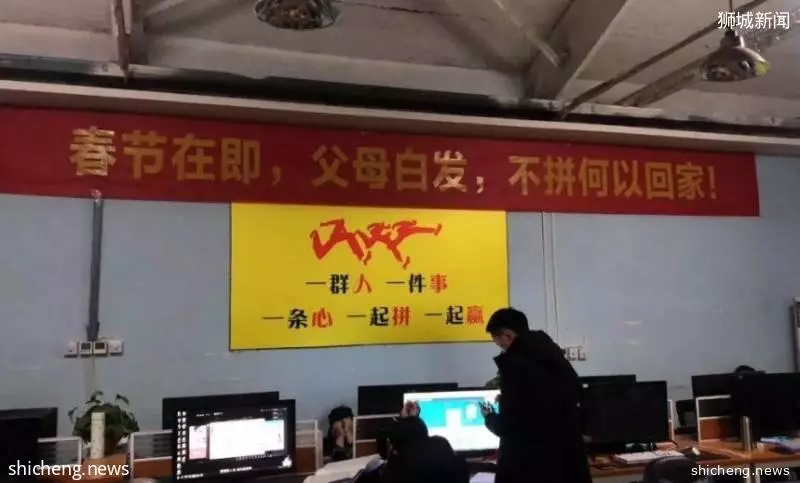 狮城新闻
春节在即，父母白发，不拼何以回家！
一群人 一件事
一条心 一起拼 一起赢
shicheng.news
shicheng.news